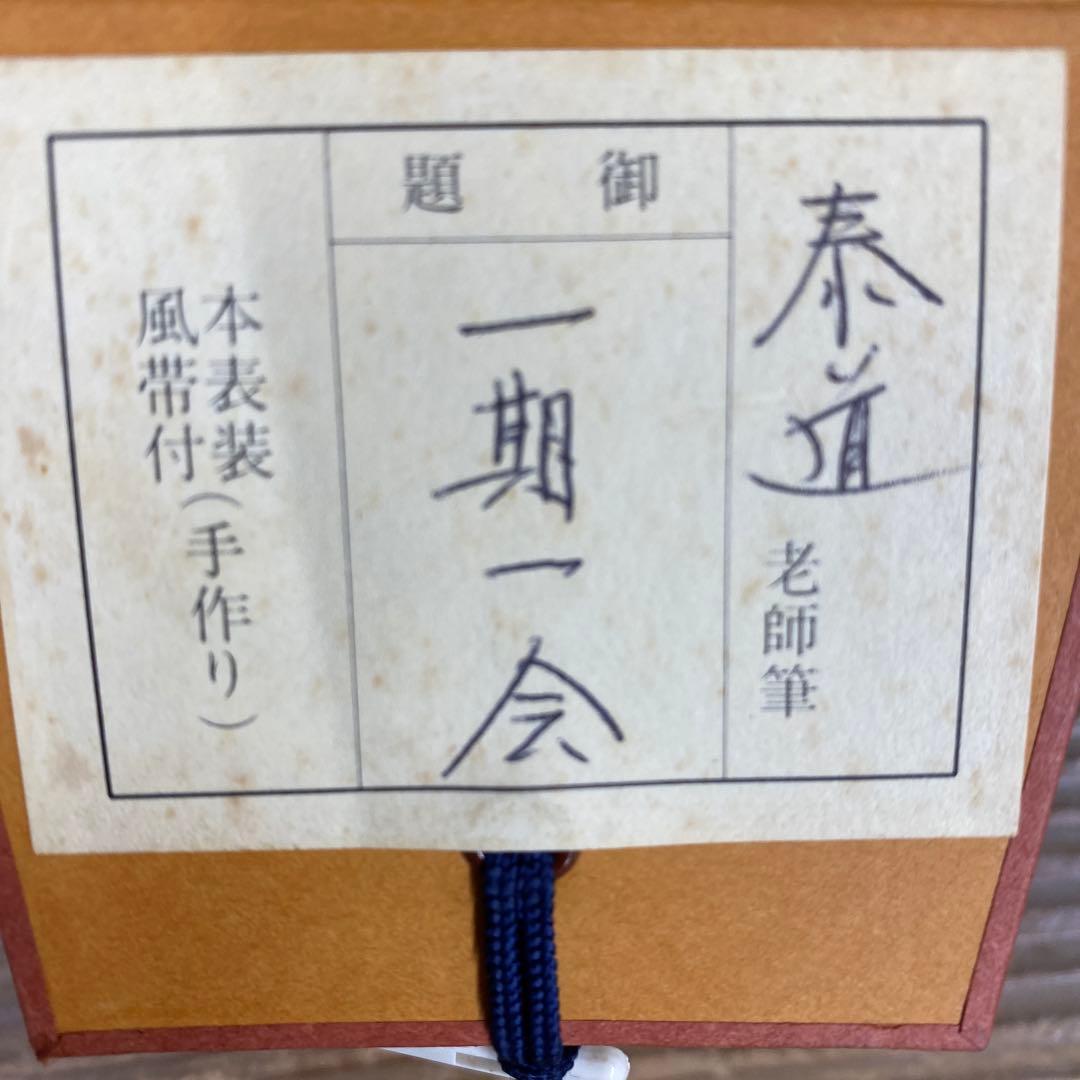 泰道 老師筆
御題
一期一会
本表装
風帯付(手作り)